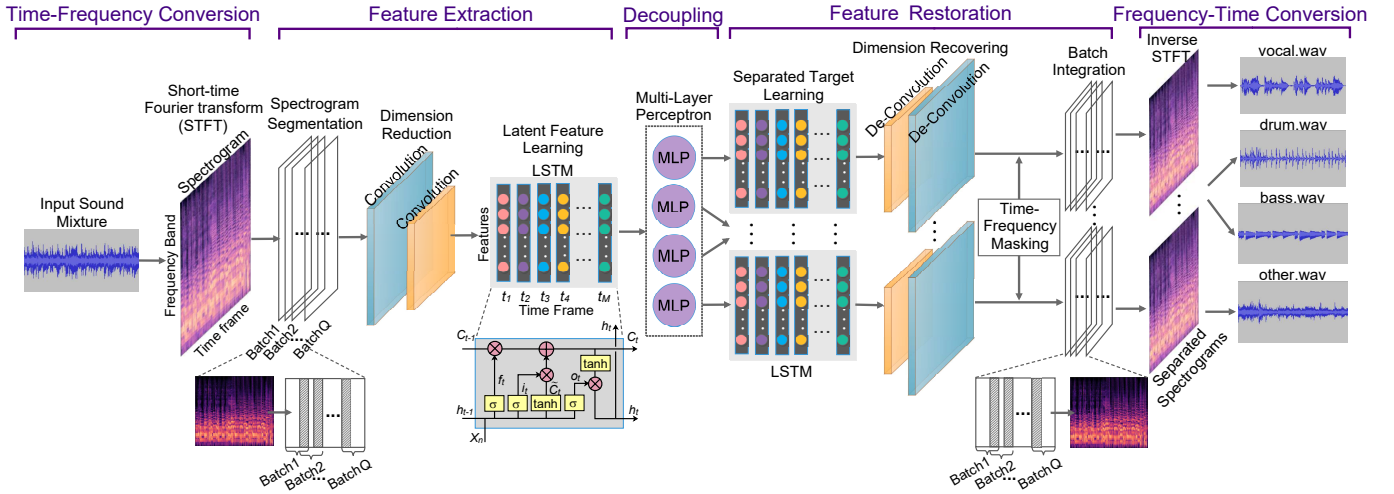 Time-Frequency Conversion
Feature Extraction
Decoupling
Feature Restoration
Frequency-Time Conversion
Input Sound
Mixture
Short-time
Fourier transform
(STFT)
Spectrogram
Frequency Band
Time frame
Spectrogram
Segmentation
...
...
Batch1
Batch2
...
BatchQ
Batch1
Batch2
...
BatchQ
...
Dimension
Reduction
Convolution
Convolution
Latent Feature
Learning
LSTM
Features
...
...
t1
t2
t3
t4
tM
Time Frame
Ct-1
Ct
ht
ft
it
C̃t
ot
tanh
σ
σ
tanh
σ
ht-1
ht
Xn
Multi-Layer
Perceptron
MLP
MLP
MLP
MLP
Separated Target
Learning
...
...
...
...
LSTM
Dimension Recovering
De-Convolution
De-Convolution
Time-
Frequency
Masking
Batch
Integration
...
...
...
...
Batch1
Batch2
...
BatchQ
...
Inverse
STFT
Separated
Spectrograms
vocal.wav
drum.wav
bass.wav
other.wav